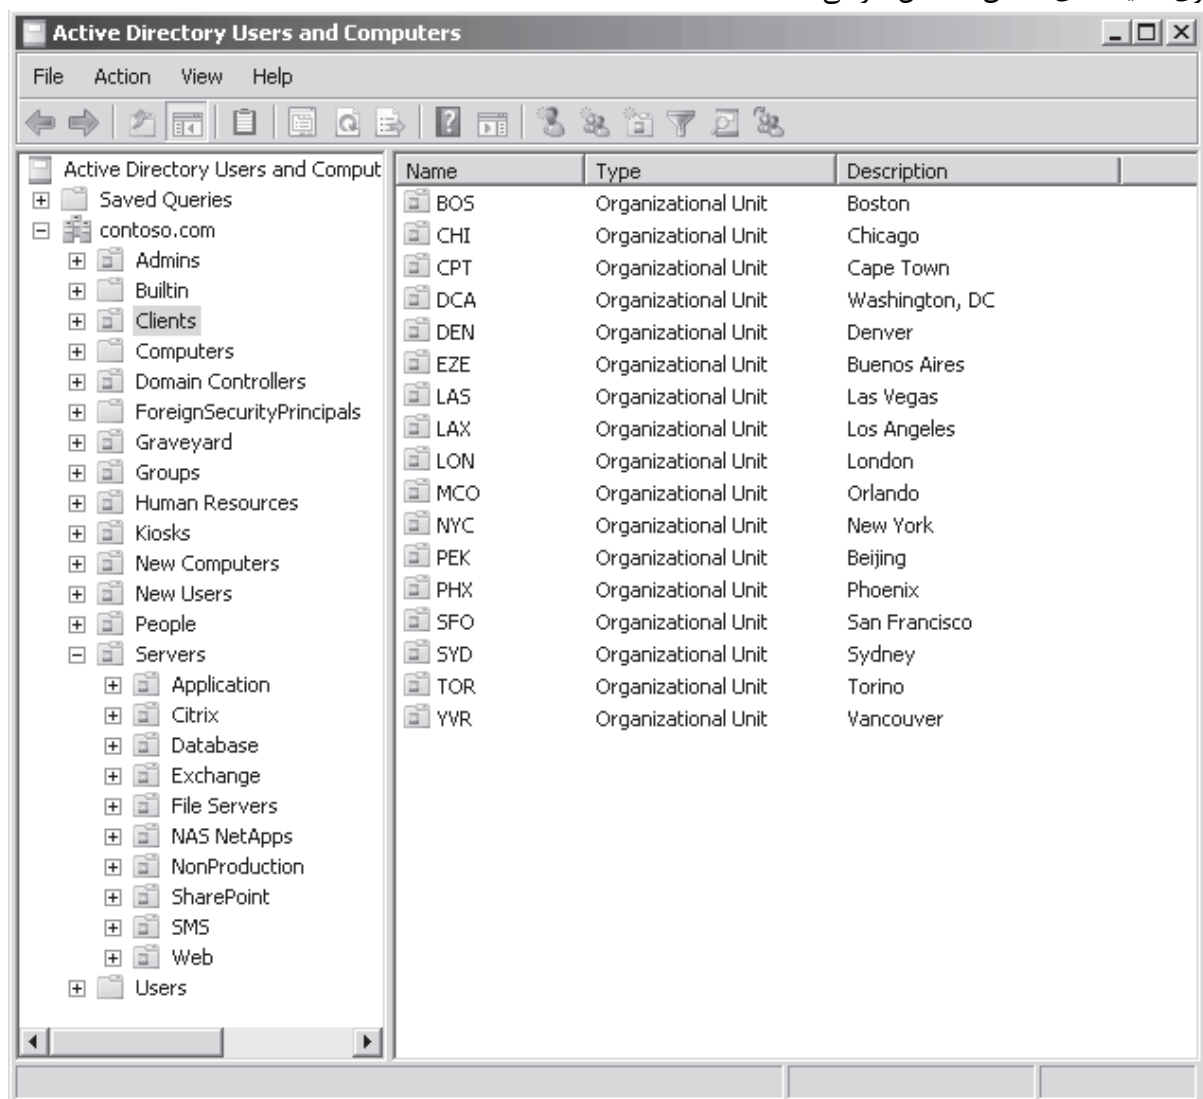 Active Directory Users and Computers
File Action View Help
Active Directory Users and Comput
Saved Queries
contoso.com
Admins
Builtin
Clients
Computers
Domain Controllers
ForeignSecurityPrincipals
Graveyard
Groups
Human Resources
Kiosks
New Computers
New Users
People
Servers
Application
Citrix
Database
Exchange
File Servers
NAS NetApps
NonProduction
SharePoint
SMS
Web
Users
Name Type Description
BOS Organizational Unit Boston
CHI Organizational Unit Chicago
CPT Organizational Unit Cape Town
DCA Organizational Unit Washington, DC
DEN Organizational Unit Denver
EZE Organizational Unit Buenos Aires
LAS Organizational Unit Las Vegas
LAX Organizational Unit Los Angeles
LON Organizational Unit London
MCO Organizational Unit Orlando
NYC Organizational Unit New York
PEK Organizational Unit Beijing
PHX Organizational Unit Phoenix
SFO Organizational Unit San Francisco
SYD Organizational Unit Sydney
TOR Organizational Unit Torino
YVR Organizational Unit Vancouver